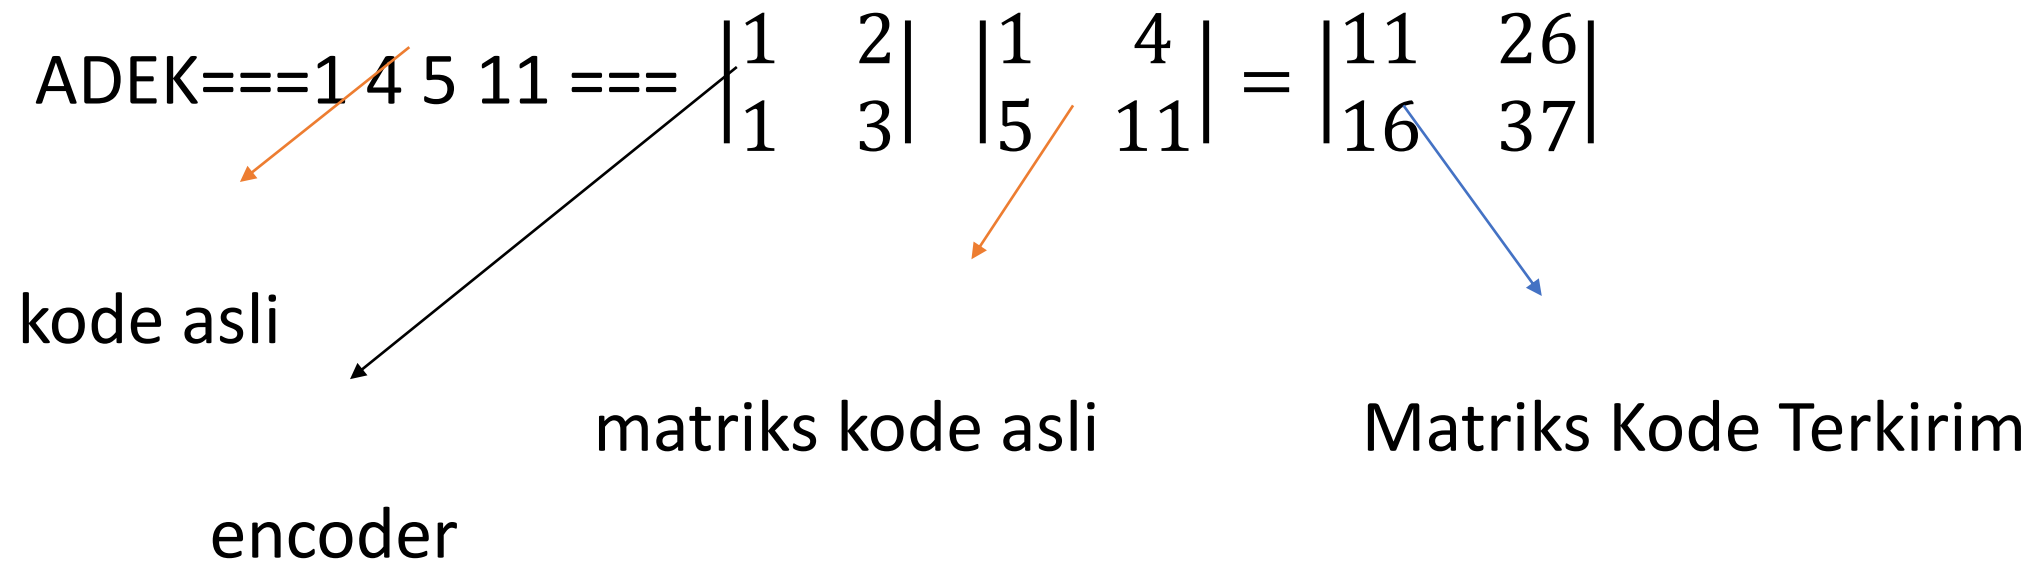 ADEK===1 4 5 11 === |1 2| |1 4| = |11 26|
|1 3| |5 11| |16 37|
kode asli
matriks kode asli Matriks Kode Terkirim
encoder